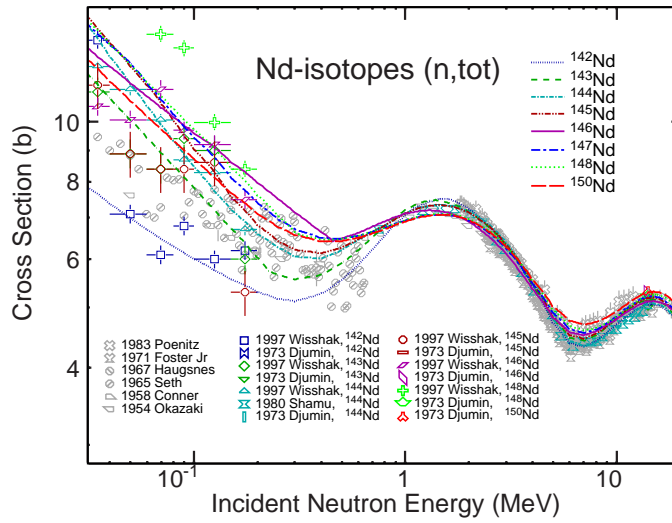 Nd-isotopes (n,tot)
¹⁴²Nd
¹⁴³Nd
¹⁴⁴Nd
¹⁴⁵Nd
¹⁴⁶Nd
¹⁴⁷Nd
¹⁴⁸Nd
¹⁵⁰Nd
Cross Section (b)
10
8
6
4
1983 Poenitz
1971 Foster Jr
1967 Haugsnes
1965 Seth
1958 Conner
1954 Okazaki
1997 Wisshak, ¹⁴²Nd
1973 Djumin, ¹⁴²Nd
1997 Wisshak, ¹⁴³Nd
1973 Djumin, ¹⁴³Nd
1997 Wisshak, ¹⁴⁴Nd
1980 Shamu, ¹⁴⁴Nd
1973 Djumin, ¹⁴⁴Nd
1997 Wisshak, ¹⁴⁵Nd
1973 Djumin, ¹⁴⁵Nd
1997 Wisshak, ¹⁴⁶Nd
1973 Djumin, ¹⁴⁶Nd
1997 Wisshak, ¹⁴⁸Nd
1973 Djumin, ¹⁴⁸Nd
1973 Djumin, ¹⁵⁰Nd
10⁻¹
1
10
Incident Neutron Energy (MeV)